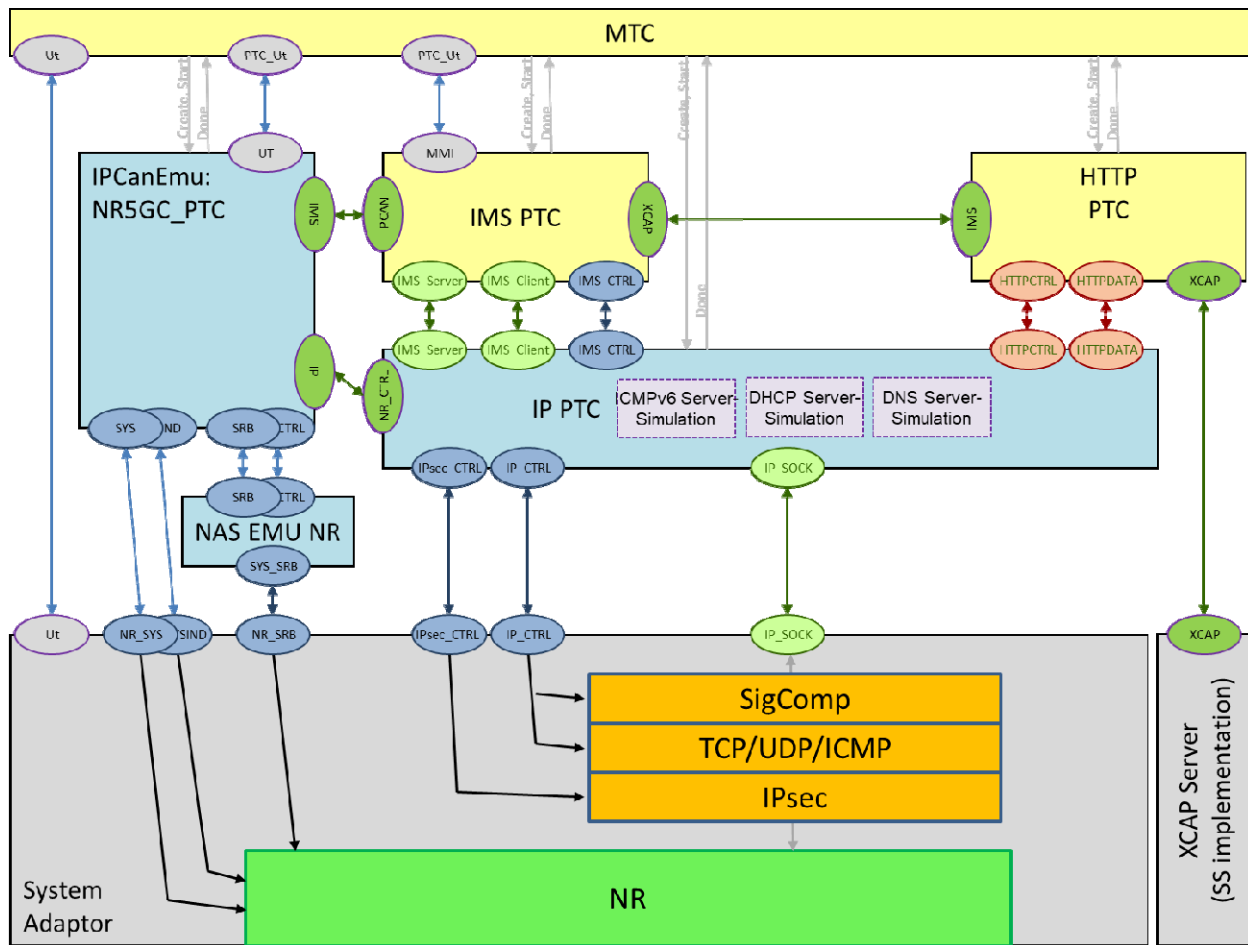 MTC
Ut
PTC_Ut
PTC_Ut
Create, Start
Done
Create, Start
Done
Create, Start
Done
Create, Start
Done
UT
MMI
IPCanEmu:
NR5GC_PTC
IMS
IPCAN
IMS PTC
XCAP
IMS
HTTP
PTC
IMS Server
IMS Client
IMS CTRL
HTTPCTRL
HTTPDATA
XCAP
IMS Server
IMS Client
IMS CTRL
HTTPCTRL
HTTPDATA
IP
NR_CTR_
IP PTC
ICMPv6 Server-
Simulation
DHCP Server-
Simulation
DNS Server-
Simulation
SYS
IND
SRB
CTRL
IPsec CTRL
IP CTRL
IP SOCK
SRB
CTRL
NAS EMU NR
SYS_SRB
Ut
NR_SYS
SIND
NR_SRB
IPsec_CTRL
IP_CTRL
IP_SOCK
XCAP
SigComp
TCP/UDP/ICMP
IPsec
XCAP Server
(SS implementation)
System
Adaptor
NR